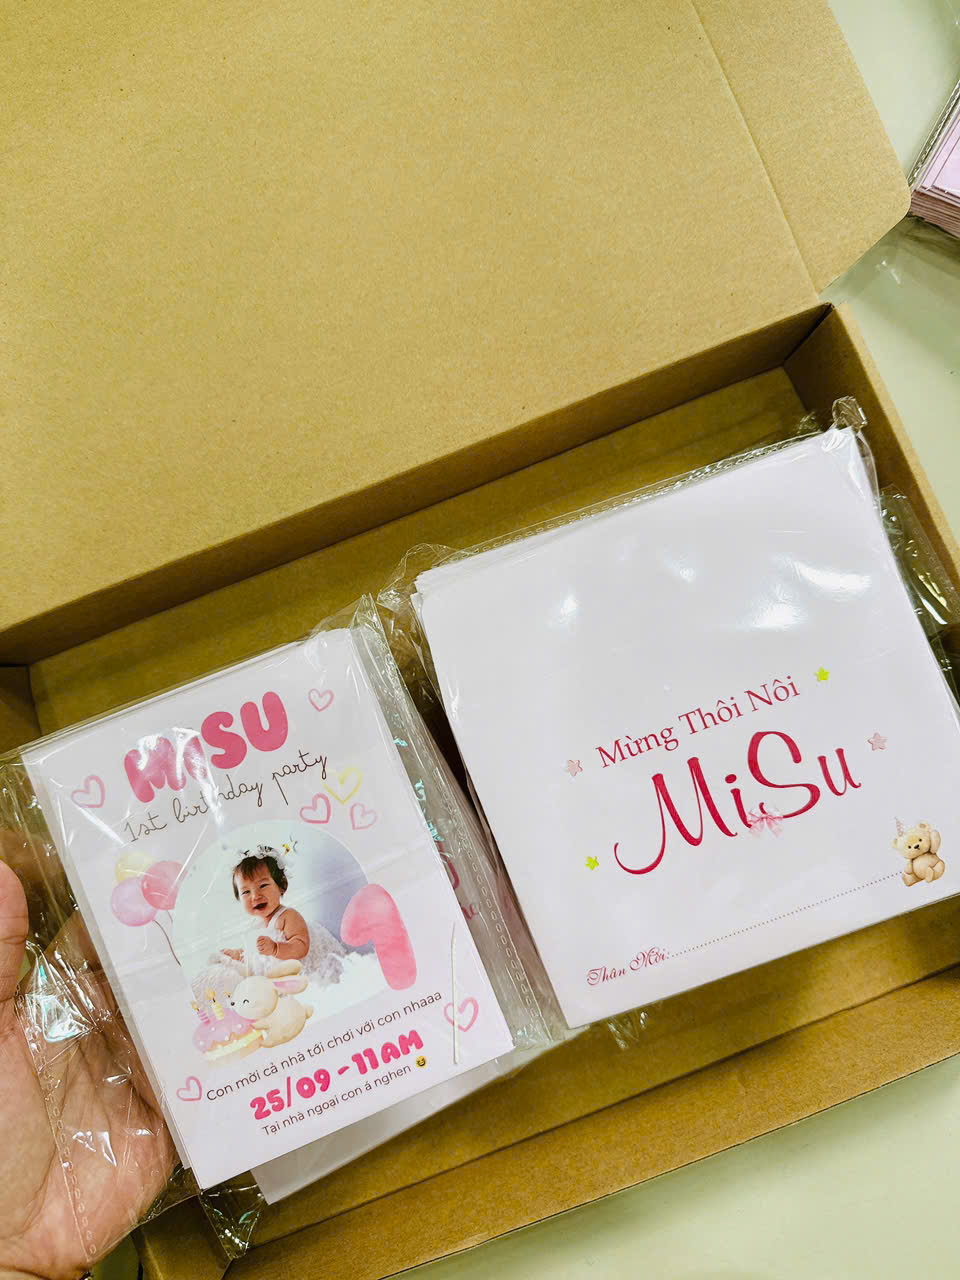 MiSU
1st birthday party
1
Con mời cả nhà tới chơi với con nhaaa
25/09 - 11AM
Tại nhà ngoại con á nghen 😆
Mừng Thôi Nôi
MiSu
Thân Mời: